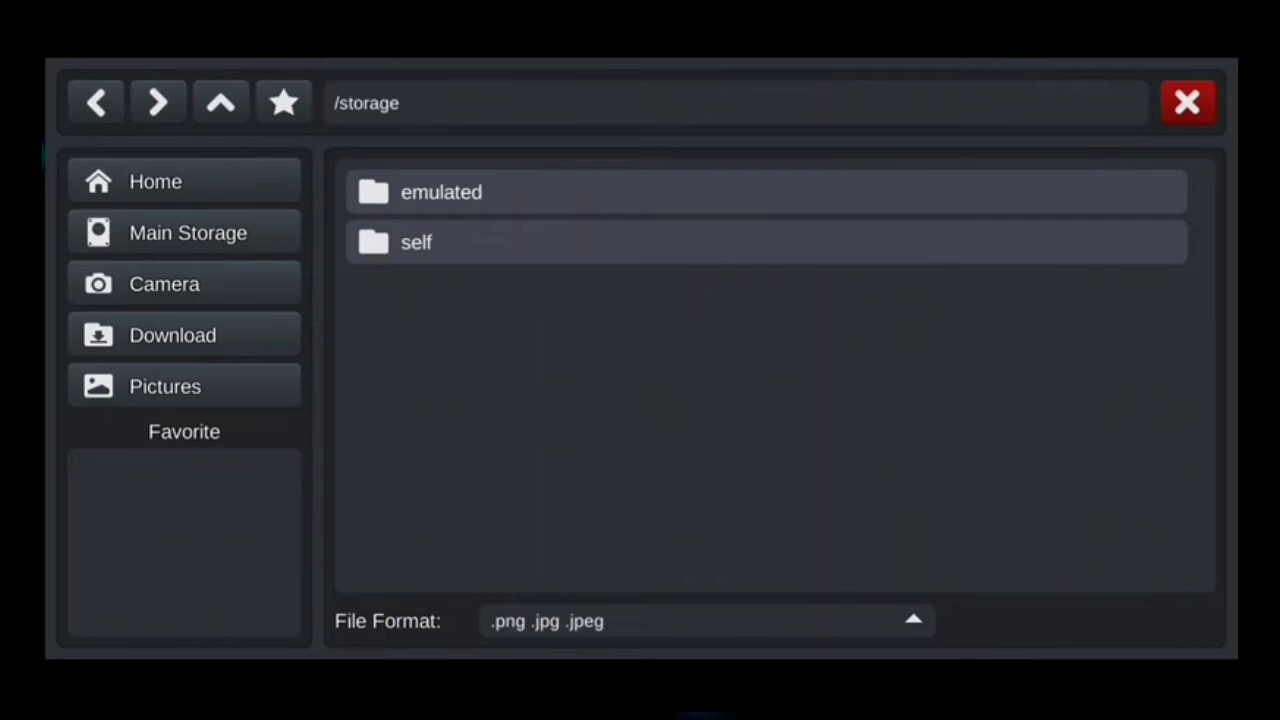 /storage
Home
Main Storage
Camera
Download
Pictures
Favorite
emulated
self
File Format:
.png .jpg .jpeg